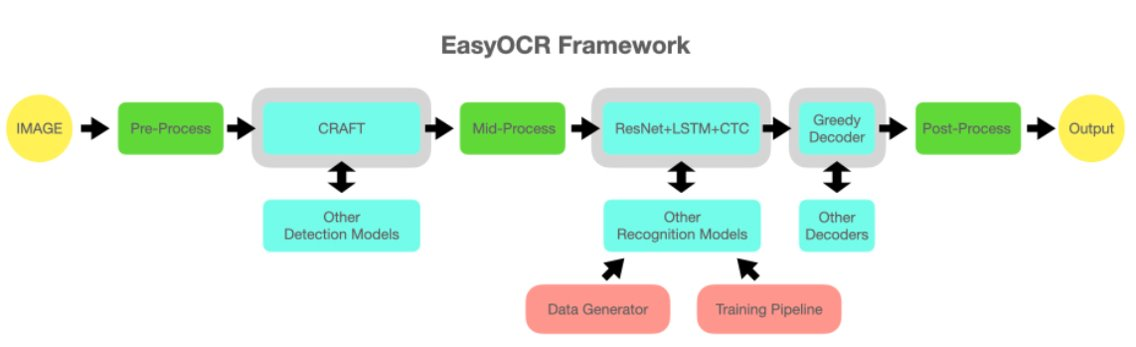 EasyOCR Framework
IMAGE
Pre-Process
CRAFT
Mid-Process
ResNet+LSTM+CTC
Greedy
Decoder
Post-Process
Output
Other
Detection Models
Other
Recognition Models
Other
Decoders
Data Generator
Training Pipeline